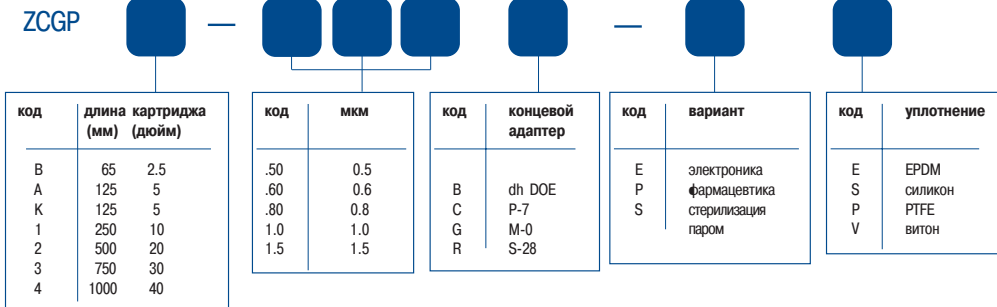 ZCGP — —
код длина картриджа
(мм) (дюйм)
B 65 2.5
A 125 5
K 125 5
1 250 10
2 500 20
3 750 30
4 1000 40
код мкм
.50 0.5
.60 0.6
.80 0.8
1.0 1.0
1.5 1.5
код концевой
адаптер
B dh DOE
C P-7
G M-0
R S-28
код вариант
E электроника
P фармацевтика
S стерилизация
паром
код уплотнение
E EPDM
S силикон
P PTFE
V витон